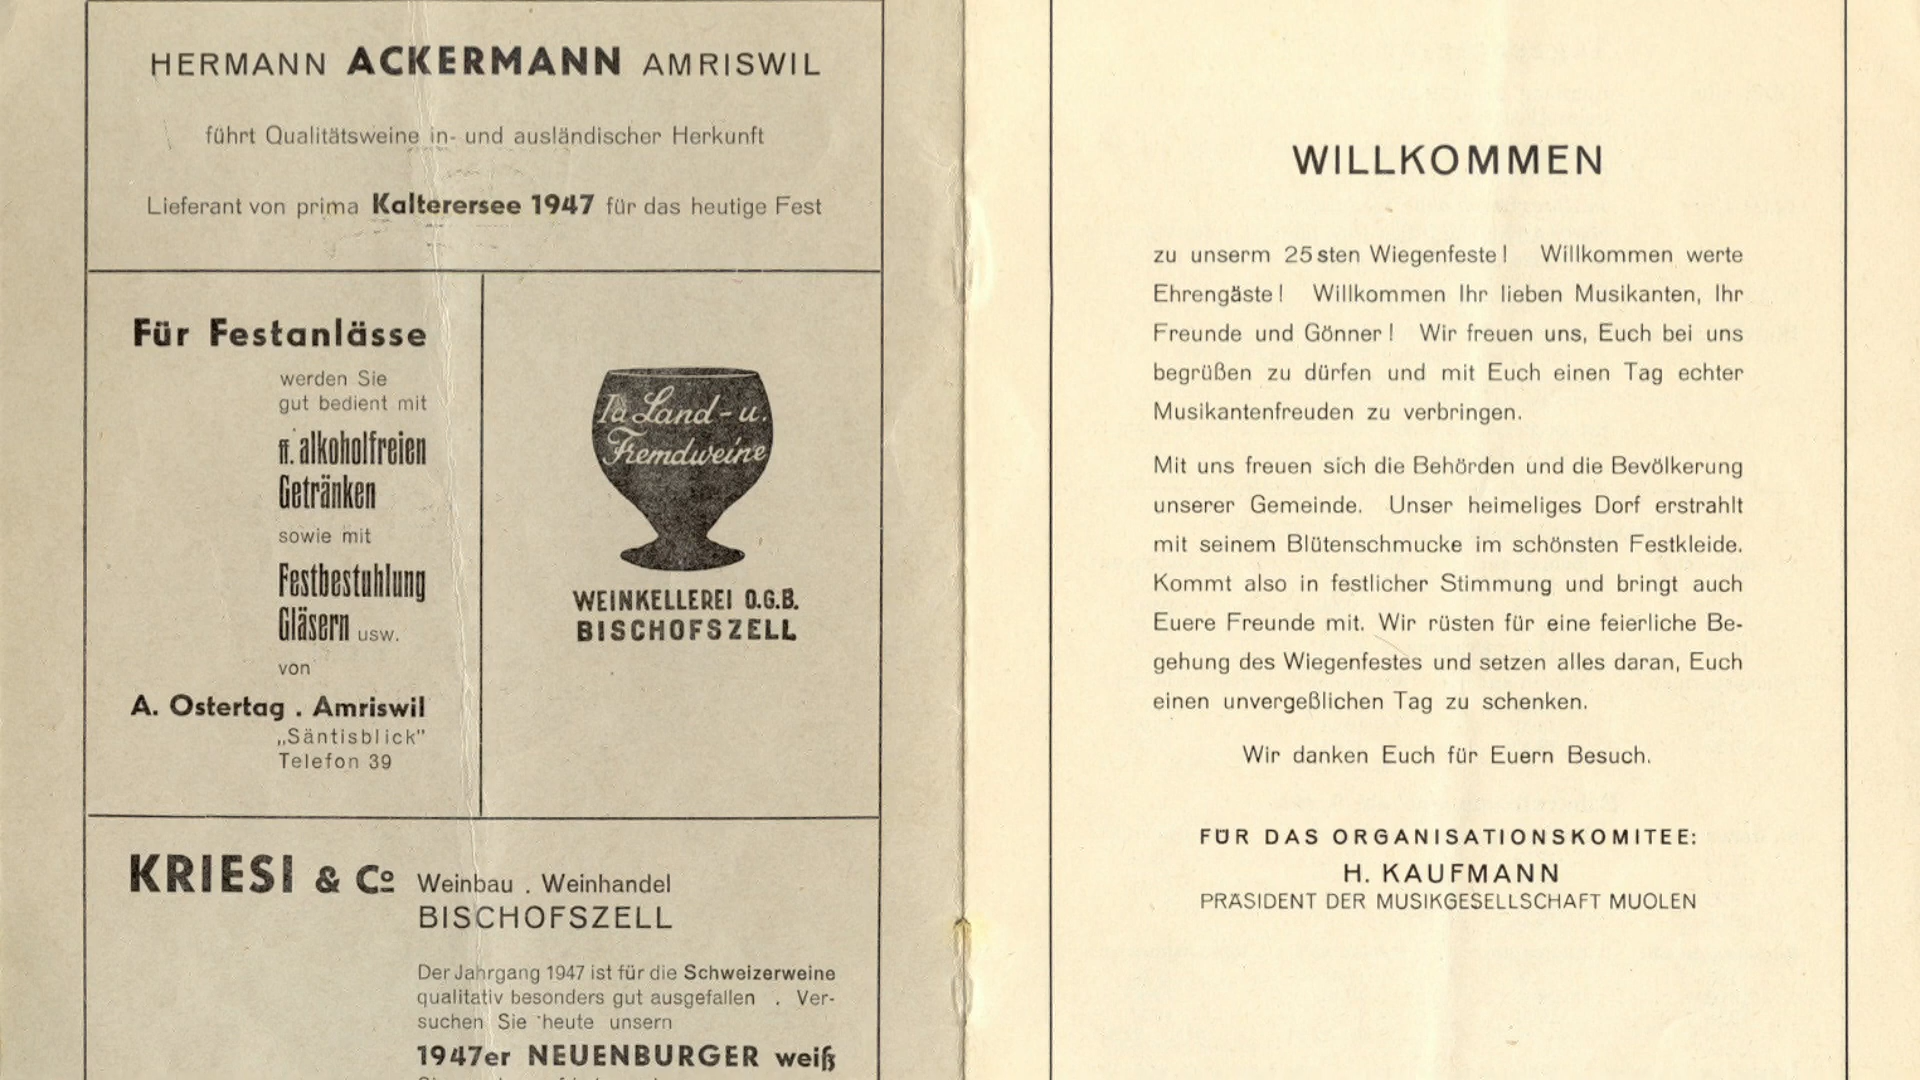 HERMANN ACKERMANN AMRISWIL
führt Qualitätsweine in- und ausländischer Herkunft
Lieferant von prima Kalterersee 1947 für das heutige Fest
Für Festanlässe
werden Sie
gut bedient mit
ff. alkoholfreien
Getränken
sowie mit
Festbestuhlung
Gläsern usw.
von
A. Ostertag . Amriswil
„Säntisblick"
Telefon 39
Ia Land- u.
Fremdweine
WEINKELLEREI O.G.B.
BISCHOFSZELL
KRIESI & Co Weinbau . Weinhandel
BISCHOFSZELL
Der Jahrgang 1947 ist für die Schweizerweine
qualitativ besonders gut ausgefallen . Ver-
suchen Sie heute unsern
1947er NEUENBURGER weiß
WILLKOMMEN
zu unserm 25sten Wiegenfeste! Willkommen werte
Ehrengäste! Willkommen Ihr lieben Musikanten, Ihr
Freunde und Gönner! Wir freuen uns, Euch bei uns
begrüßen zu dürfen und mit Euch einen Tag echter
Musikantenfreuden zu verbringen.
Mit uns freuen sich die Behörden und die Bevölkerung
unserer Gemeinde. Unser heimeliges Dorf erstrahlt
mit seinem Blütenschmucke im schönsten Festkleide.
Kommt also in festlicher Stimmung und bringt auch
Euere Freunde mit. Wir rüsten für eine feierliche Be-
gehung des Wiegenfestes und setzen alles daran, Euch
einen unvergeßlichen Tag zu schenken.
Wir danken Euch für Euern Besuch.
FÜR DAS ORGANISATIONSKOMITEE:
H. KAUFMANN
PRÄSIDENT DER MUSIKGESELLSCHAFT MUOLEN